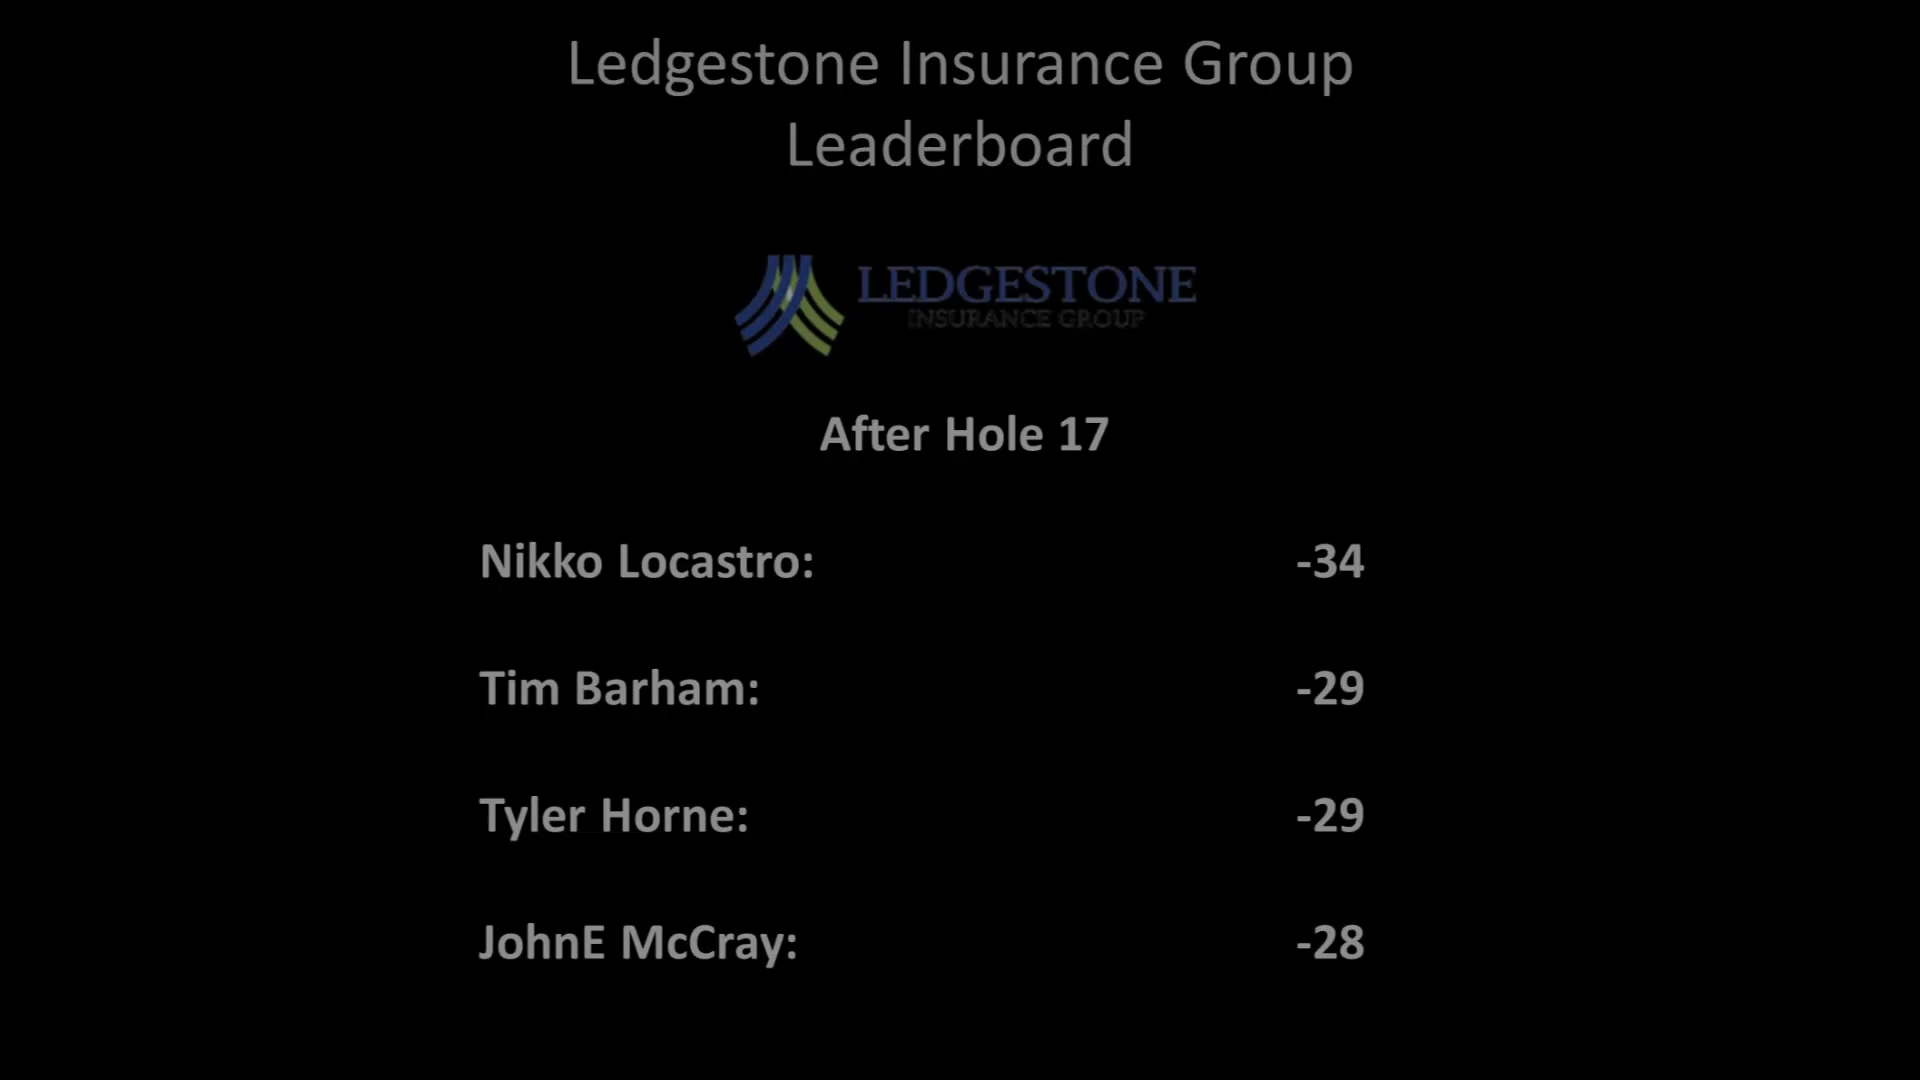 Ledgestone Insurance Group
Leaderboard
LEDGESTONE
INSURANCE GROUP
After Hole 17
Nikko Locastro: -34
Tim Barham: -29
Tyler Horne: -29
JohnE McCray: -28